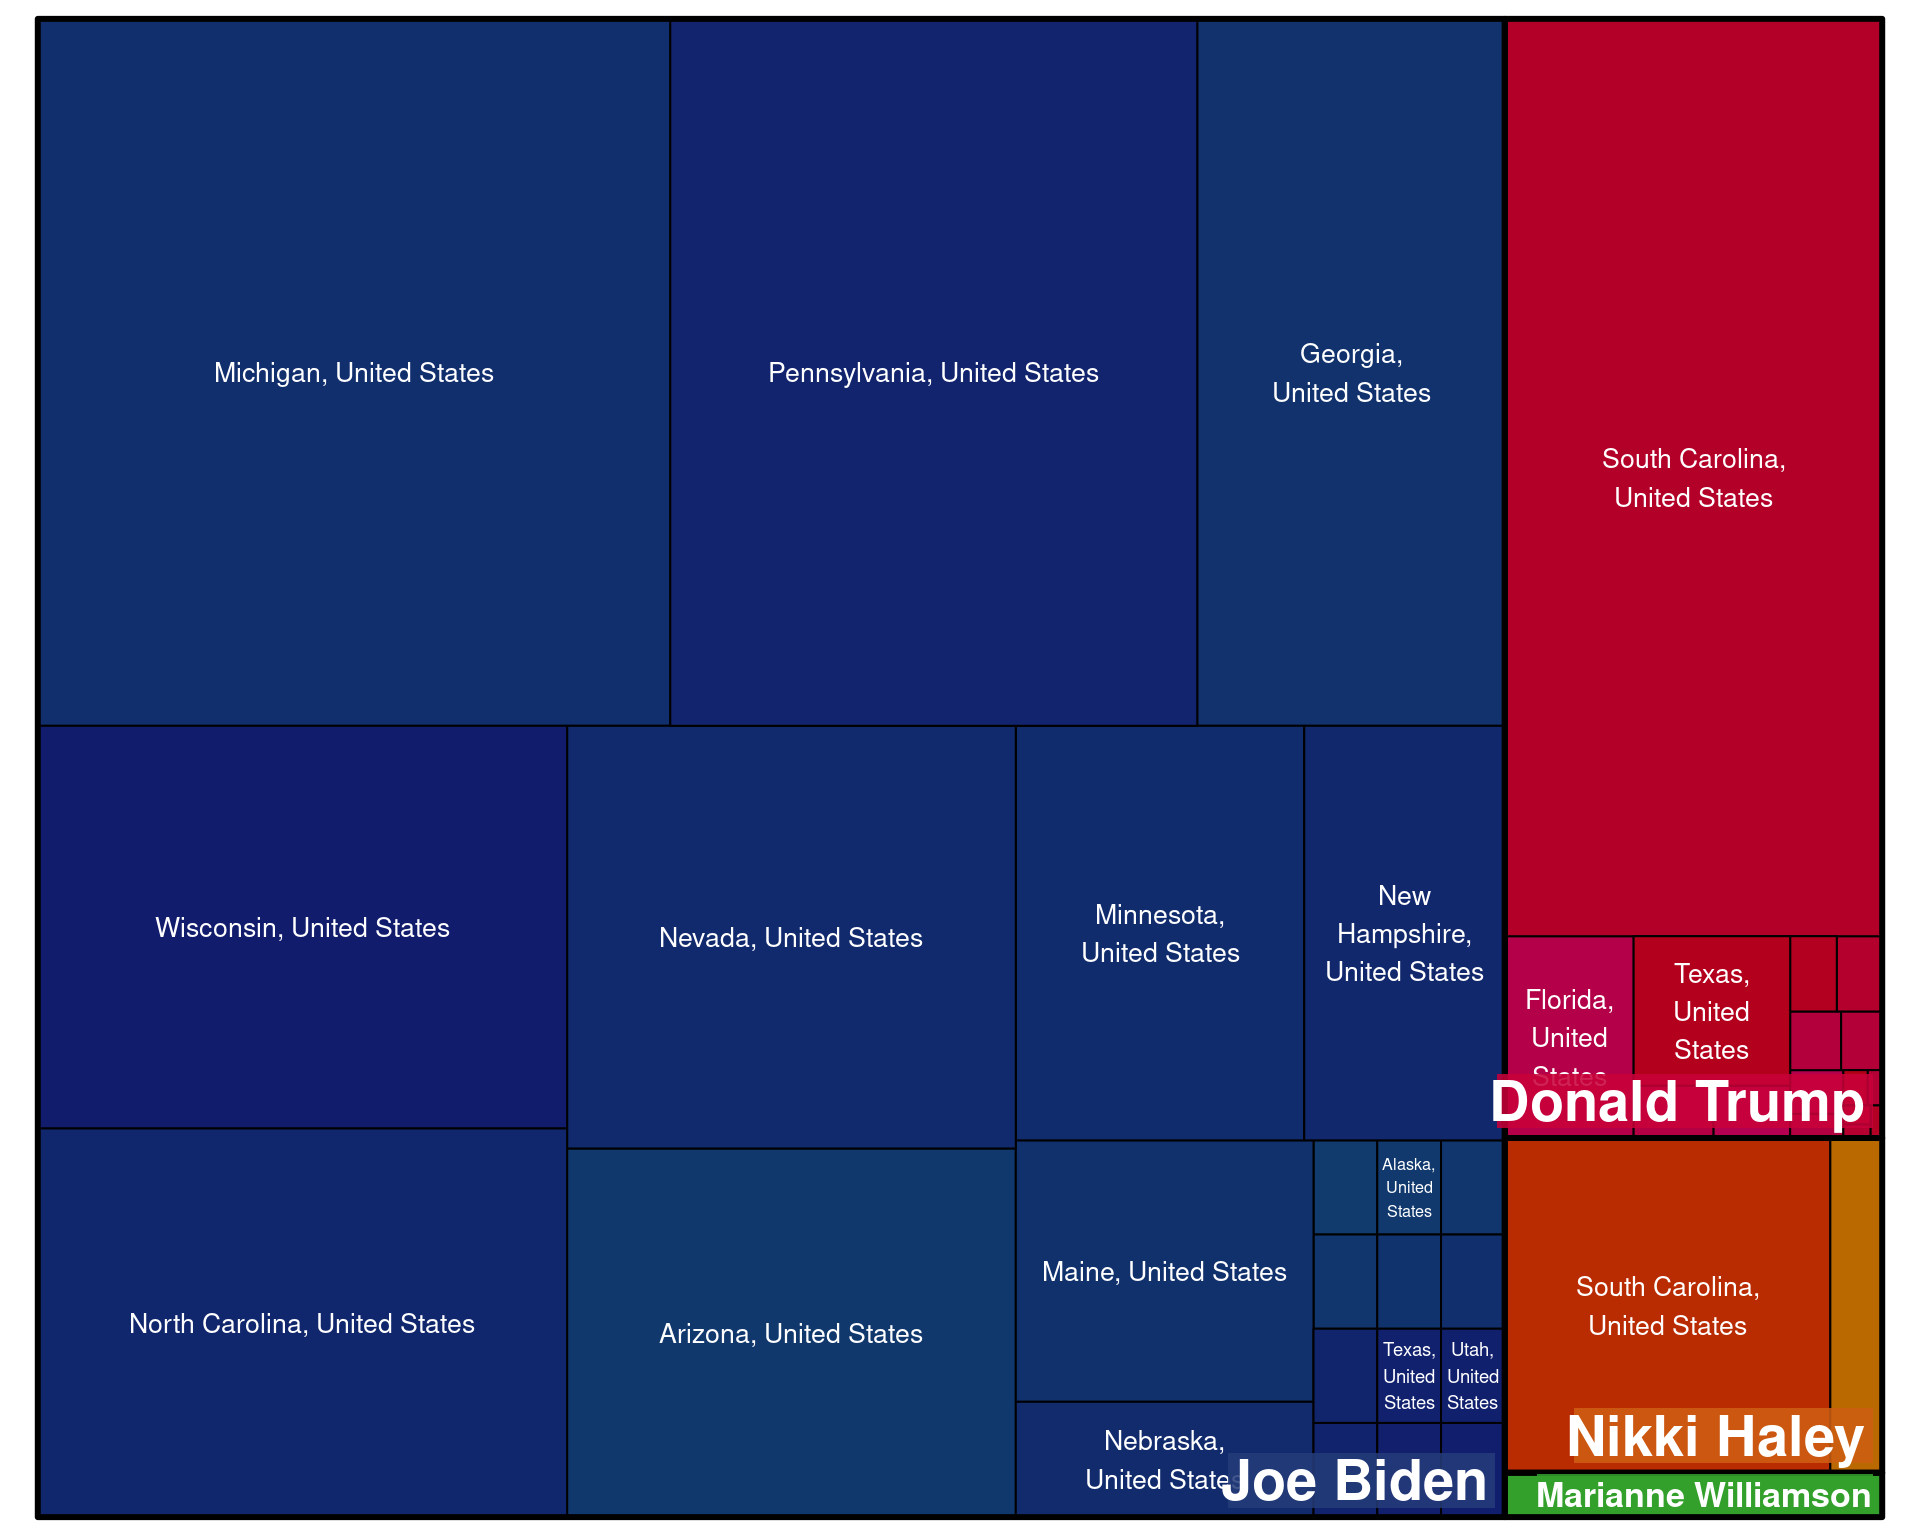 Michigan, United States
Pennsylvania, United States
Georgia,
United States
South Carolina,
United States
Wisconsin, United States
Nevada, United States
Minnesota,
United States
New
Hampshire,
United States
Florida,
United
States
Texas,
United
States
Donald Trump
North Carolina, United States
Arizona, United States
Maine, United States
Alaska,
United
States
Texas,
United
States
Utah,
United
States
Nebraska,
United States
Joe Biden
South Carolina,
United States
Nikki Haley
Marianne Williamson